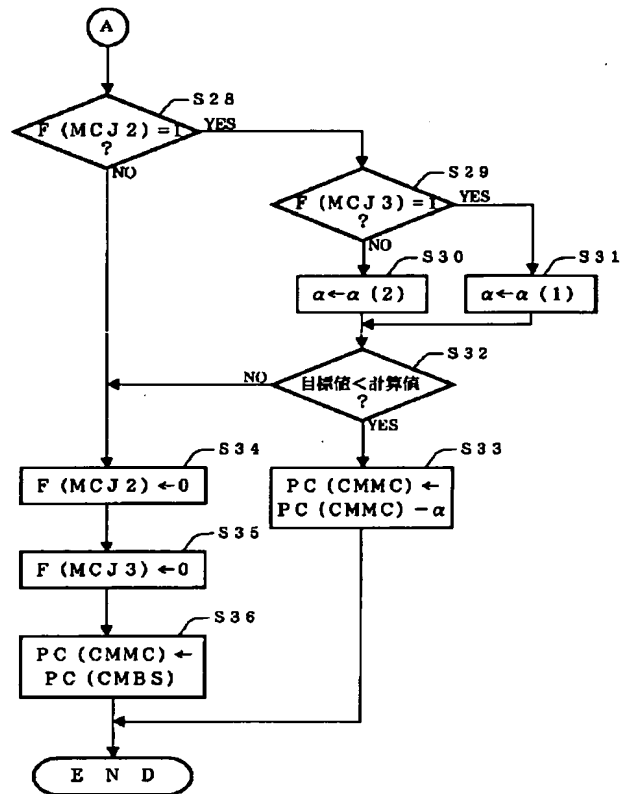 A
S28
F(MCJ2)=1
?
YES
NO
S29
F(MCJ3)=1
?
YES
NO
S30
α←α(2)
S31
α←α(1)
S32
目標値<計算値
?
NO
YES
S33
PC(CMMC)←
PC(CMMC)-α
S34
F(MCJ2)←0
S35
F(MCJ3)←0
S36
PC(CMMC)←
PC(CMBS)
END